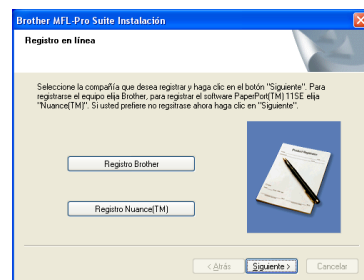 Brother MFL-Pro Suite Instalación
Registro en línea
Seleccione la compañía que desea registrar y haga clic en el botón "Siguiente". Para
registrarse el equipo elija Brother, para registrar el software PaperPort(TM) 11SE elija
"Nuance(TM)". Si usted prefiere no registrase ahora haga clic en "Siguiente".
Registro Brother
Registro Nuance(TM)
< Atrás
Siguiente >
Cancelar